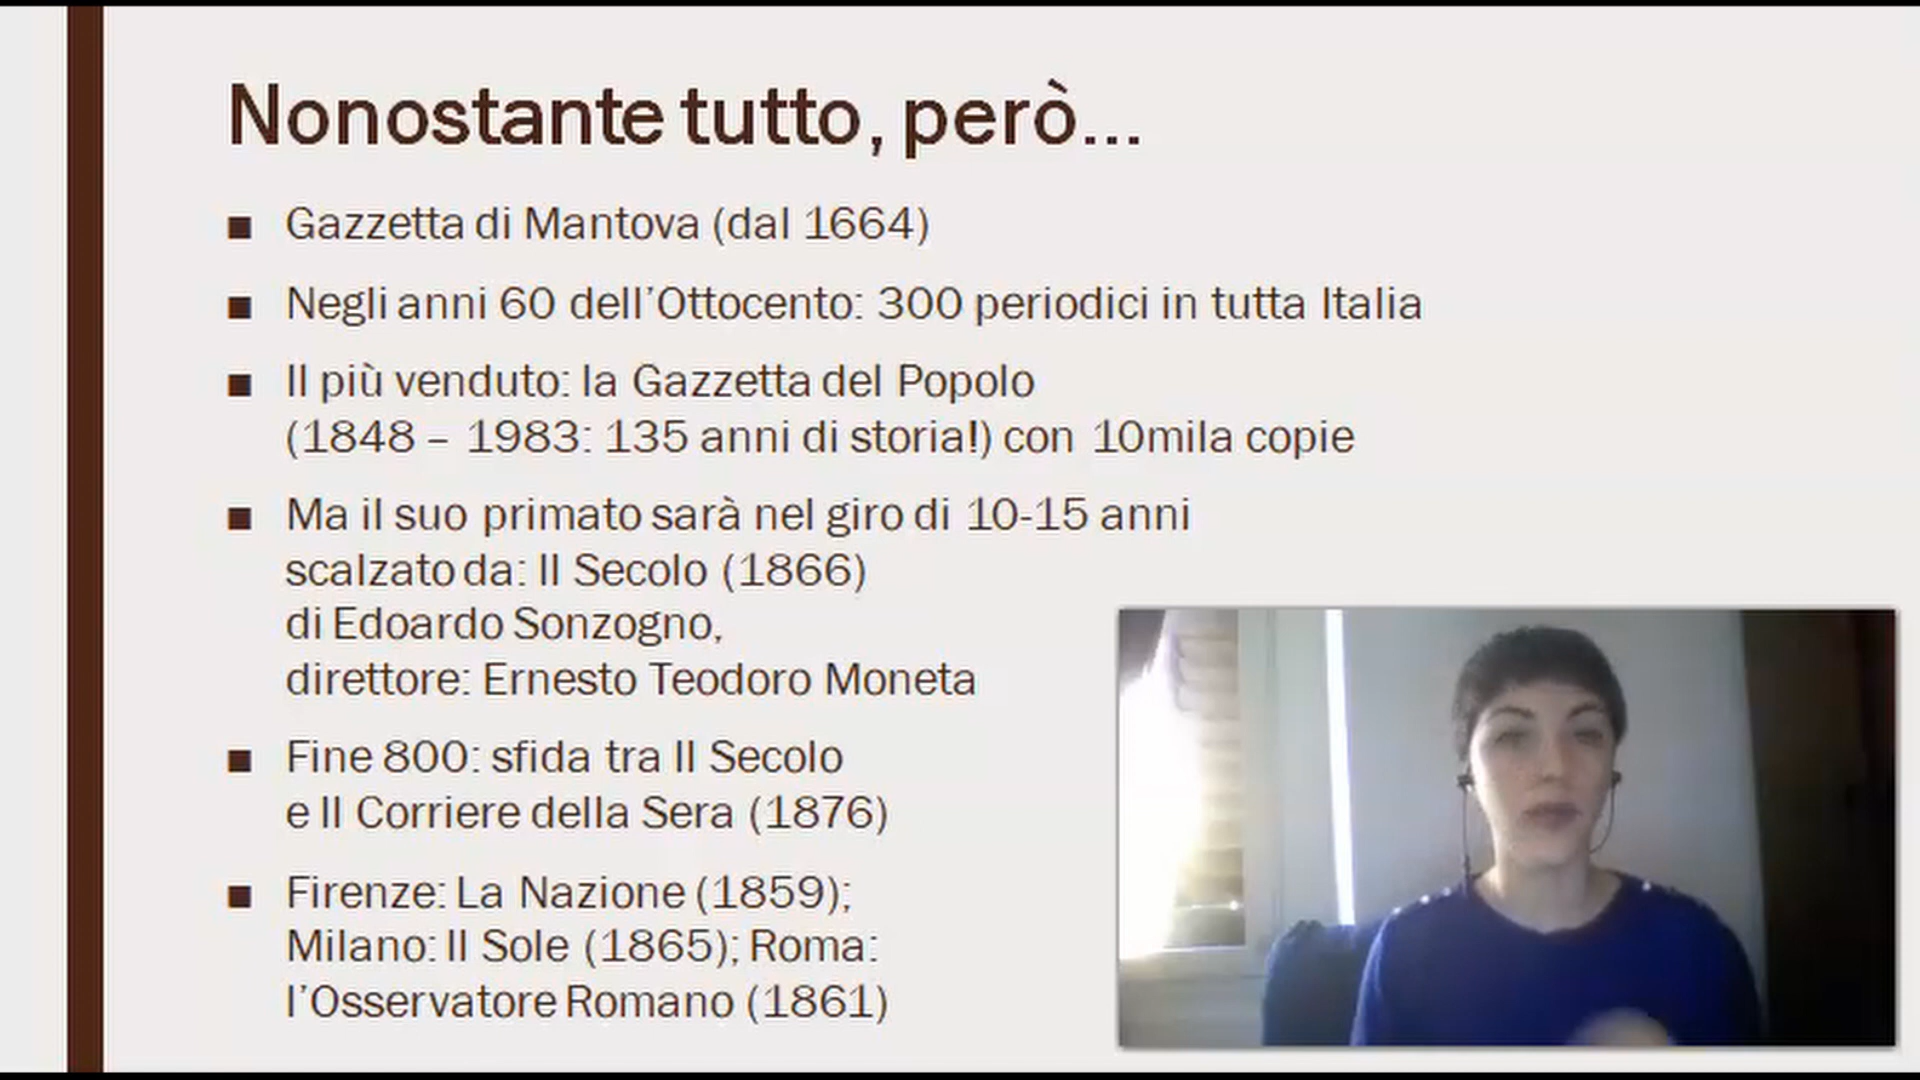 Nonostante tutto, però...
■ Gazzetta di Mantova (dal 1664)
■ Negli anni 60 dell’Ottocento: 300 periodici in tutta Italia
■ Il più venduto: la Gazzetta del Popolo
(1848 – 1983: 135 anni di storia!) con 10mila copie
■ Ma il suo primato sarà nel giro di 10-15 anni
scalzato da: Il Secolo (1866)
di Edoardo Sonzogno,
direttore: Ernesto Teodoro Moneta
■ Fine 800: sfida tra Il Secolo
e Il Corriere della Sera (1876)
■ Firenze: La Nazione (1859);
Milano: Il Sole (1865); Roma:
l’Osservatore Romano (1861)